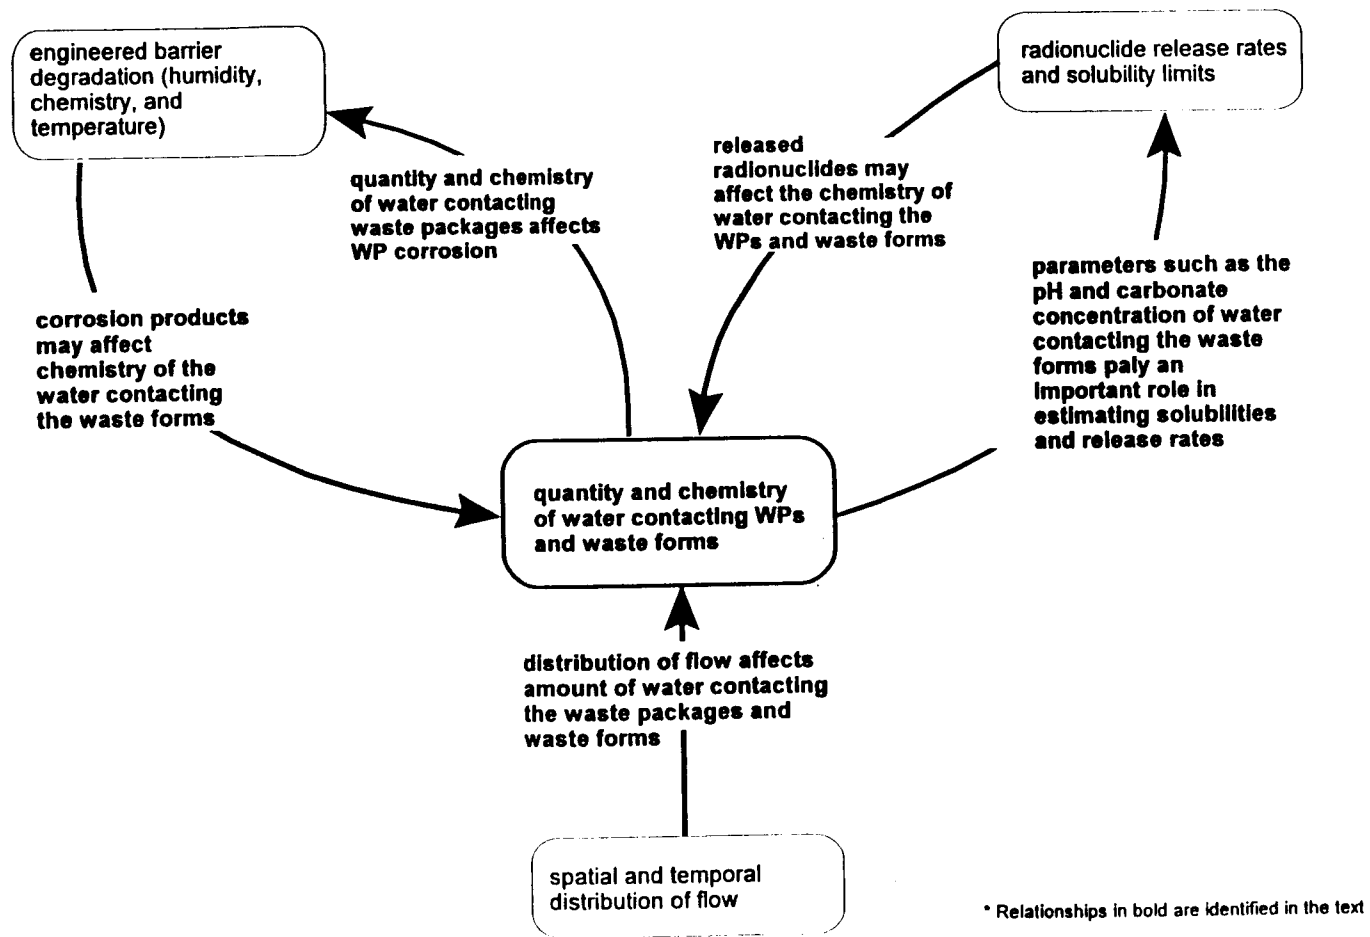 engineered barrier
degradation (humidity,
chemistry, and
temperature)
radionuclide release rates
and solubility limits
quantity and chemistry
of water contacting
waste packages affects
WP corrosion
released
radionuclides may
affect the chemistry of
water contacting the
WPs and waste forms
parameters such as the
pH and carbonate
concentration of water
contacting the waste
forms paly an
important role in
estimating solubilities
and release rates
corrosion products
may affect
chemistry of the
water contacting
the waste forms
quantity and chemistry
of water contacting WPs
and waste forms
distribution of flow affects
amount of water contacting
the waste packages and
waste forms
spatial and temporal
distribution of flow
* Relationships in bold are identified in the text